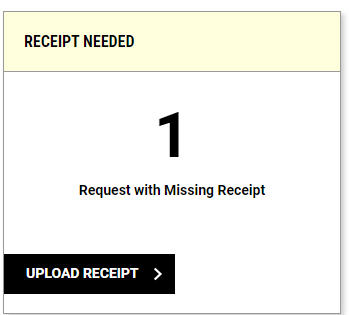 RECEIPT NEEDED
1
Request with Missing Receipt
UPLOAD RECEIPT